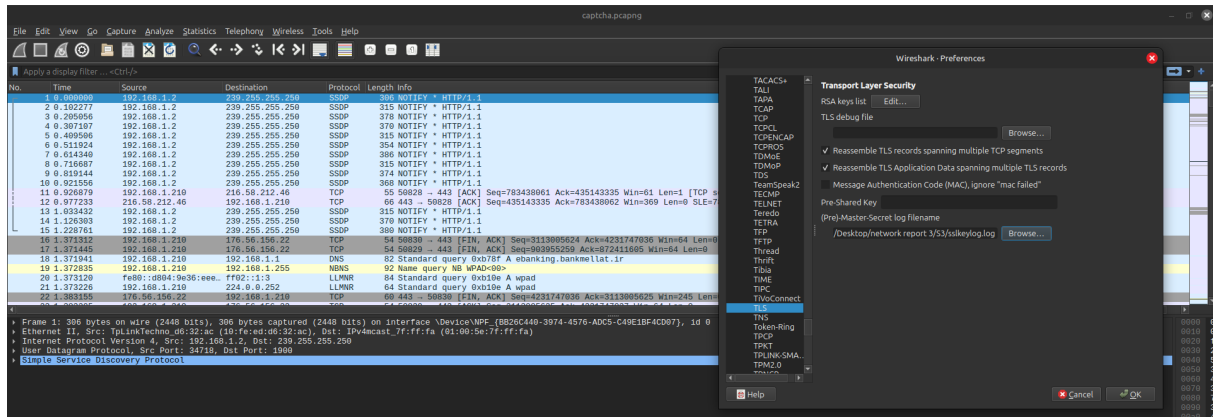 captcha.pcapng
File Edit View Go Capture Analyze Statistics Telephony Wireless Tools Help
Apply a display filter ... <Ctrl-/>
No. Time Source Destination Protocol Length Info
1 0.000000 192.168.1.2 239.255.255.250 SSDP 306 NOTIFY * HTTP/1.1
2 0.102277 192.168.1.2 239.255.255.250 SSDP 315 NOTIFY * HTTP/1.1
3 0.205056 192.168.1.2 239.255.255.250 SSDP 378 NOTIFY * HTTP/1.1
4 0.307107 192.168.1.2 239.255.255.250 SSDP 370 NOTIFY * HTTP/1.1
5 0.409506 192.168.1.2 239.255.255.250 SSDP 315 NOTIFY * HTTP/1.1
6 0.511924 192.168.1.2 239.255.255.250 SSDP 354 NOTIFY * HTTP/1.1
7 0.614340 192.168.1.2 239.255.255.250 SSDP 386 NOTIFY * HTTP/1.1
8 0.716687 192.168.1.2 239.255.255.250 SSDP 315 NOTIFY * HTTP/1.1
9 0.819144 192.168.1.2 239.255.255.250 SSDP 374 NOTIFY * HTTP/1.1
10 0.921556 192.168.1.2 239.255.255.250 SSDP 368 NOTIFY * HTTP/1.1
11 0.926879 192.168.1.210 216.58.212.46 TCP 55 50828 → 443 [ACK] Seq=783438061 Ack=435143335 Win=61 Len=1 [TCP s
12 0.977233 216.58.212.46 192.168.1.210 TCP 66 443 → 50828 [ACK] Seq=435143335 Ack=783438062 Win=369 Len=0 SLE=7
13 1.033432 192.168.1.2 239.255.255.250 SSDP 315 NOTIFY * HTTP/1.1
14 1.126303 192.168.1.2 239.255.255.250 SSDP 370 NOTIFY * HTTP/1.1
15 1.228761 192.168.1.2 239.255.255.250 SSDP 380 NOTIFY * HTTP/1.1
16 1.371312 192.168.1.210 176.56.156.22 TCP 54 50830 → 443 [FIN, ACK] Seq=3113005624 Ack=4231747036 Win=64 Len=0
17 1.371445 192.168.1.210 176.56.156.22 TCP 54 50829 → 443 [FIN, ACK] Seq=903955259 Ack=872411605 Win=64 Len=0
18 1.371941 192.168.1.210 192.168.1.1 DNS 82 Standard query 0xb78f A ebanking.bankmellat.ir
19 1.372835 192.168.1.210 192.168.1.255 NBNS 92 Name query NB WPAD<00>
20 1.373120 fe80::d804:9e36:eee… ff02::1:3 LLMNR 84 Standard query 0xb10e A wpad
21 1.373226 192.168.1.210 224.0.0.252 LLMNR 64 Standard query 0xb10e A wpad
22 1.383155 176.56.156.22 192.168.1.210 TCP 60 443 → 50830 [FIN, ACK] Seq=4231747036 Ack=3113005625 Win=245 Len=
Frame 1: 306 bytes on wire (2448 bits), 306 bytes captured (2448 bits) on interface \Device\NPF_{BB26C440-3974-4576-ADC5-C49E1BF4CD07}, id 0
Ethernet II, Src: TpLinkTechno_d6:32:ac (10:fe:ed:d6:32:ac), Dst: IPv4mcast_7f:ff:fa (01:00:5e:7f:ff:fa)
Internet Protocol Version 4, Src: 192.168.1.2, Dst: 239.255.255.250
User Datagram Protocol, Src Port: 34718, Dst Port: 1900
Simple Service Discovery Protocol
0000
0010
0020
0030
0040
0050
0060
0070
0080
0090
Wireshark · Preferences
TACACS+
TALI
TAPA
TCAP
TCP
TCPCL
TCPENCAP
TCPROS
TDMoE
TDMoP
TDS
TeamSpeak2
TECMP
TELNET
Teredo
TETRA
TFP
TFTP
Thread
Thrift
Tibia
TIME
TIPC
TiVoConnect
TLS
TNS
Token-Ring
TPCP
TPKT
TPLINK-SMA..
TPM2.0
Transport Layer Security
RSA keys list Edit...
TLS debug file
Browse...
Reassemble TLS records spanning multiple TCP segments
Reassemble TLS Application Data spanning multiple TLS records
Message Authentication Code (MAC), ignore "mac failed"
Pre-Shared Key
(Pre)-Master-Secret log filename
/Desktop/network report 3/S3/sslkeylog.log Browse...
Help Cancel OK